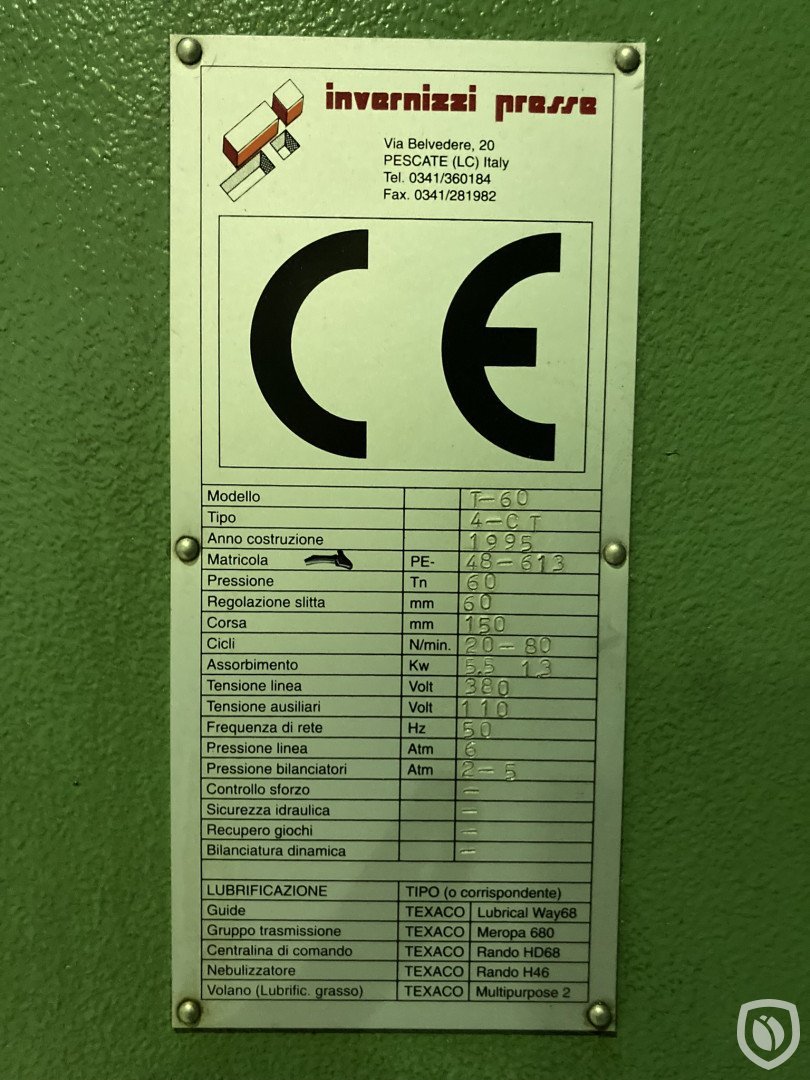 invernizzi presse
Via Belvedere, 20
PESCATE (LC) Italy
Tel. 0341/360184
Fax. 0341/281982
CE
Modello T-60
Tipo 4-CT
Anno costruzione 1995
Matricola PE- 48-613
Pressione Tn 60
Regolazione slitta mm 60
Corsa mm 150
Cicli N/min. 20-80
Assorbimento Kw 5.5 13
Tensione linea Volt 380
Tensione ausiliari Volt 110
Frequenza di rete Hz 50
Pressione linea Atm 6
Pressione bilanciatori Atm 2-5
Controllo sforzo -
Sicurezza idraulica -
Recupero giochi -
Bilanciatura dinamica -
LUBRIFICAZIONE TIPO (o corrispondente)
Guide TEXACO Lubrical Way68
Gruppo trasmissione TEXACO Meropa 680
Centralina di comando TEXACO Rando HD68
Nebulizzatore TEXACO Rando H46
Volano (Lubrific. grasso) TEXACO Multipurpose 2